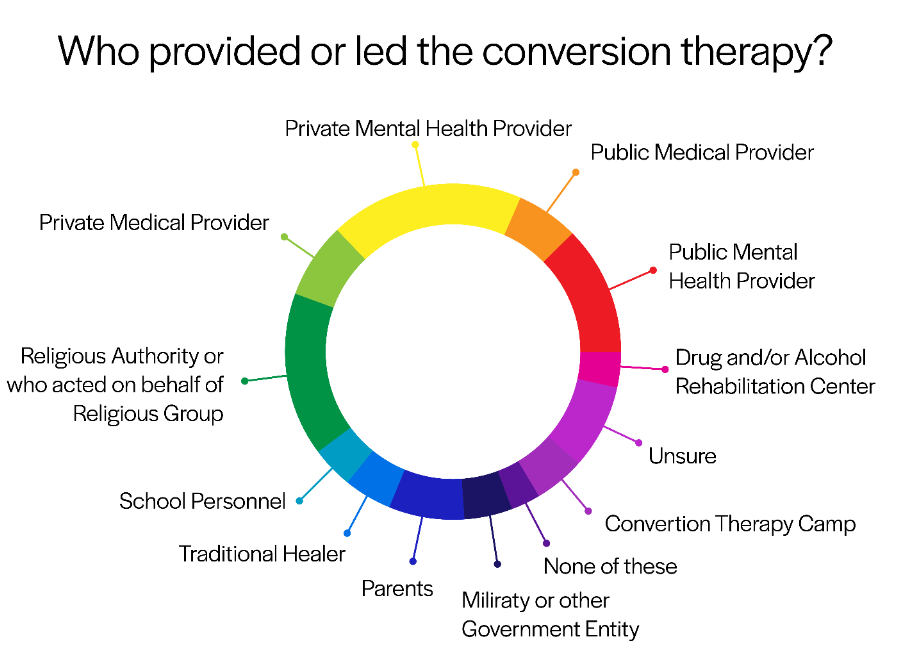 Who provided or led the conversion therapy?
Private Mental Health Provider
Public Medical Provider
Private Medical Provider
Public Mental
Health Provider
Religious Authority or
who acted on behalf of
Religious Group
Drug and/or Alcohol
Rehabilitation Center
Unsure
School Personnel
Convertion Therapy Camp
Traditional Healer
None of these
Parents
Miliraty or other
Government Entity